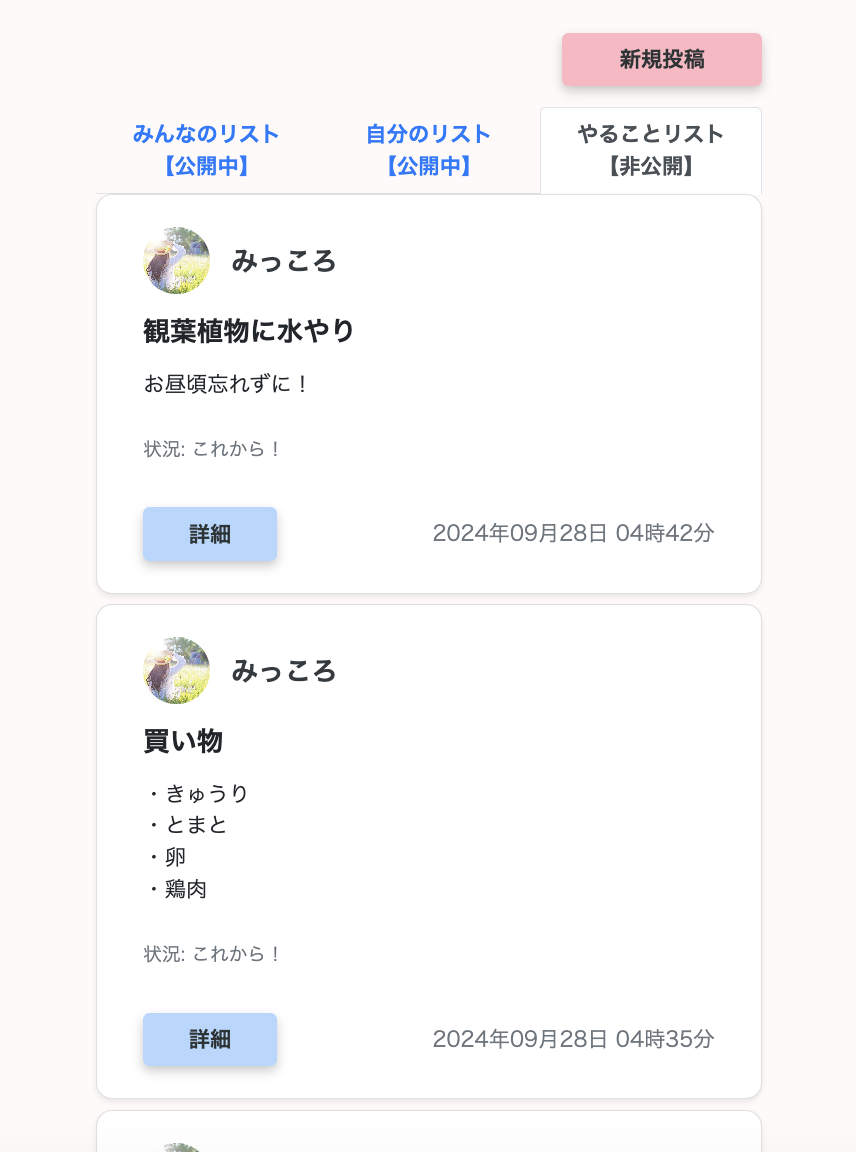 新規投稿
みんなのリスト
【公開中】
自分のリスト
【公開中】
やることリスト
【非公開】
みっころ
観葉植物に水やり
お昼頃忘れずに！
状況: これから！
詳細
2024年09月28日 04時42分
みっころ
買い物
・きゅうり
・とまと
・卵
・鶏肉
状況: これから！
詳細
2024年09月28日 04時35分